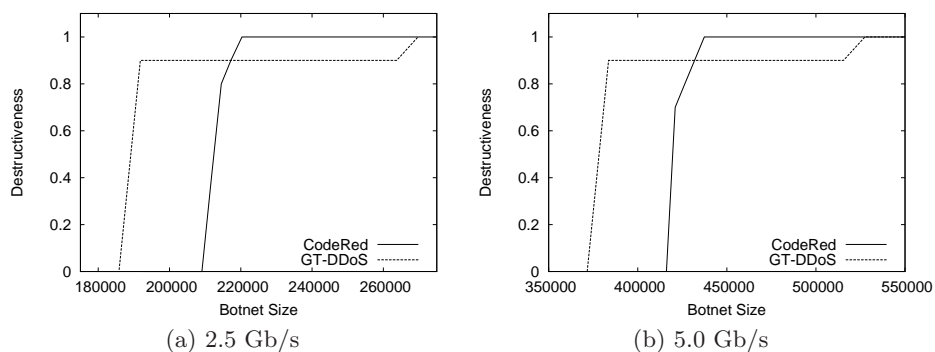 1
0.8
0.6
0.4
0.2
0
Destructiveness
CodeRed
GT-DDoS
180000 200000 220000 240000 260000
Botnet Size
(a) 2.5 Gb/s
1
0.8
0.6
0.4
0.2
0
Destructiveness
CodeRed
GT-DDoS
350000 400000 450000 500000 550000
Botnet Size
(b) 5.0 Gb/s